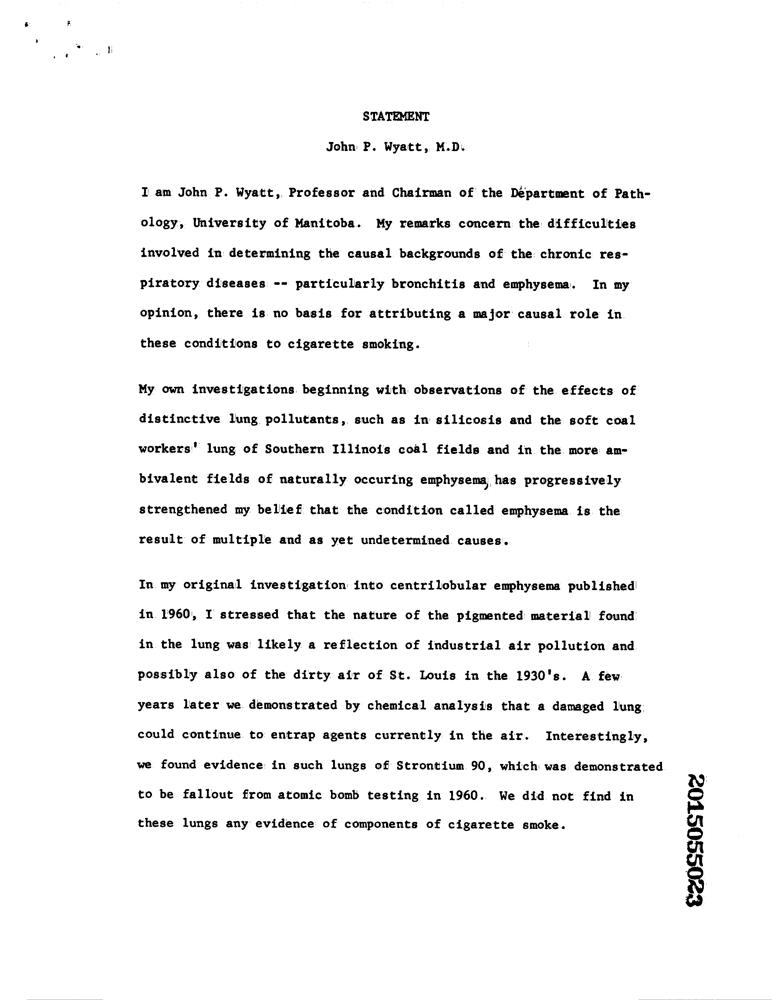 STATEMENT
John P. Wyatt, M.D.
I am John P. Wyatt, Professor and Chairman of the Department of Path-
ology, University of Manitoba. My remarks concern the difficulties
involved in determining the causal backgrounds of the chronic res-
piratory diseases -- particularly bronchitis and emphysema. In my
opinion, there is no basis for attributing a major causal role in
these conditions to cigarette smoking.
My own investigations beginning with observations of the effects of
distinctive lung pollutants, such as in silicosis and the soft coal
workers' lung of Southern Illinois coal fields and in the more am-
bivalent fields of naturally occuring emphysema, has progressively
strengthened my belief that the condition called emphysema is the
result of multiple and as yet undetermined causes.
In my original investigation into centrilobular emphysema published
in 1960, I stressed that the nature of the pigmented material found
in the lung was likely a reflection of industrial air pollution and
possibly also of the dirty air of St. Louis in the 1930's. A few
years later we demonstrated by chemical analysis that a damaged lung
could continue to entrap agents currently in the air. Interestingly,
we found evidence in such lungs of Strontium 90, which was demonstrated
to be fallout from atomic bomb testing in 1960. We did not find in
these lungs any evidence of components of cigarette smoke.
2015055023